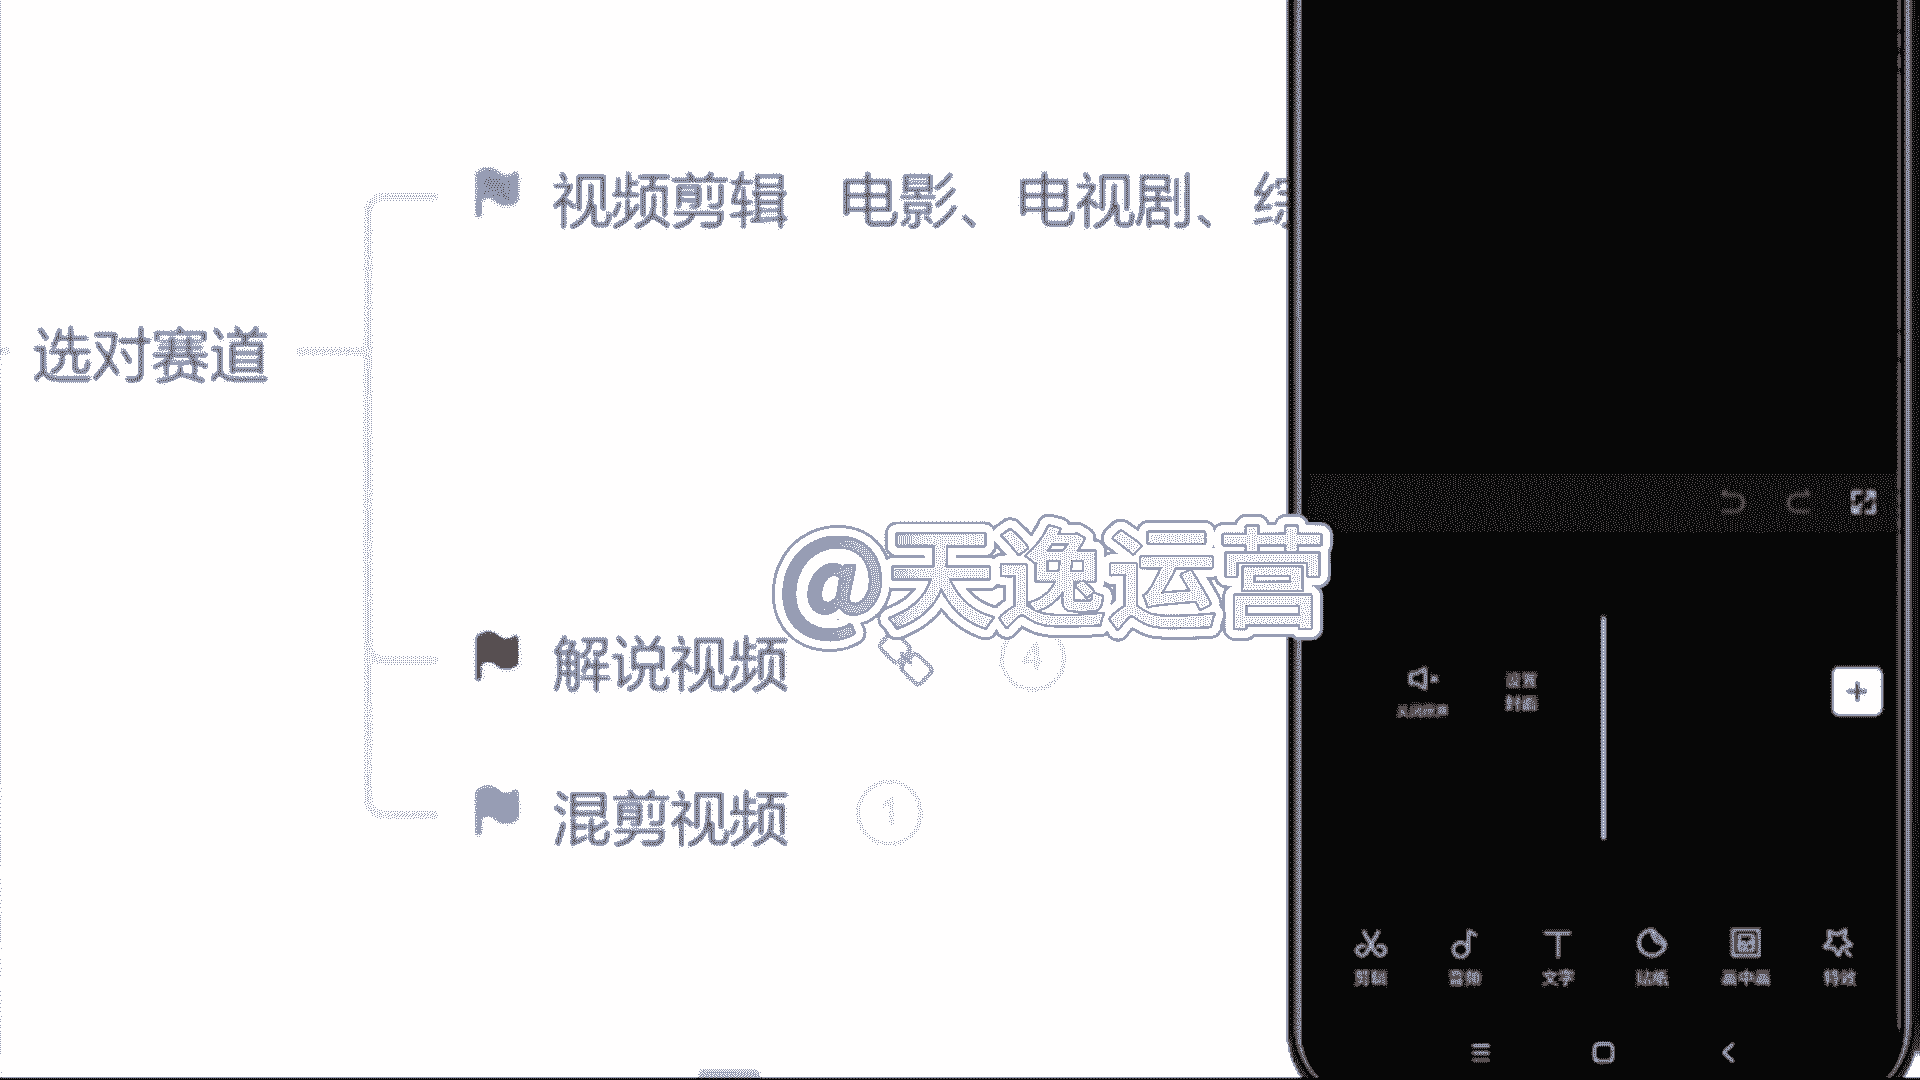 视频剪辑 电影、电视剧、综
选对赛道
@天逸运营
解说视频 4
混剪视频 1
关闭原声
设置
封面
剪辑 音频 文字 贴纸 画中画 特效